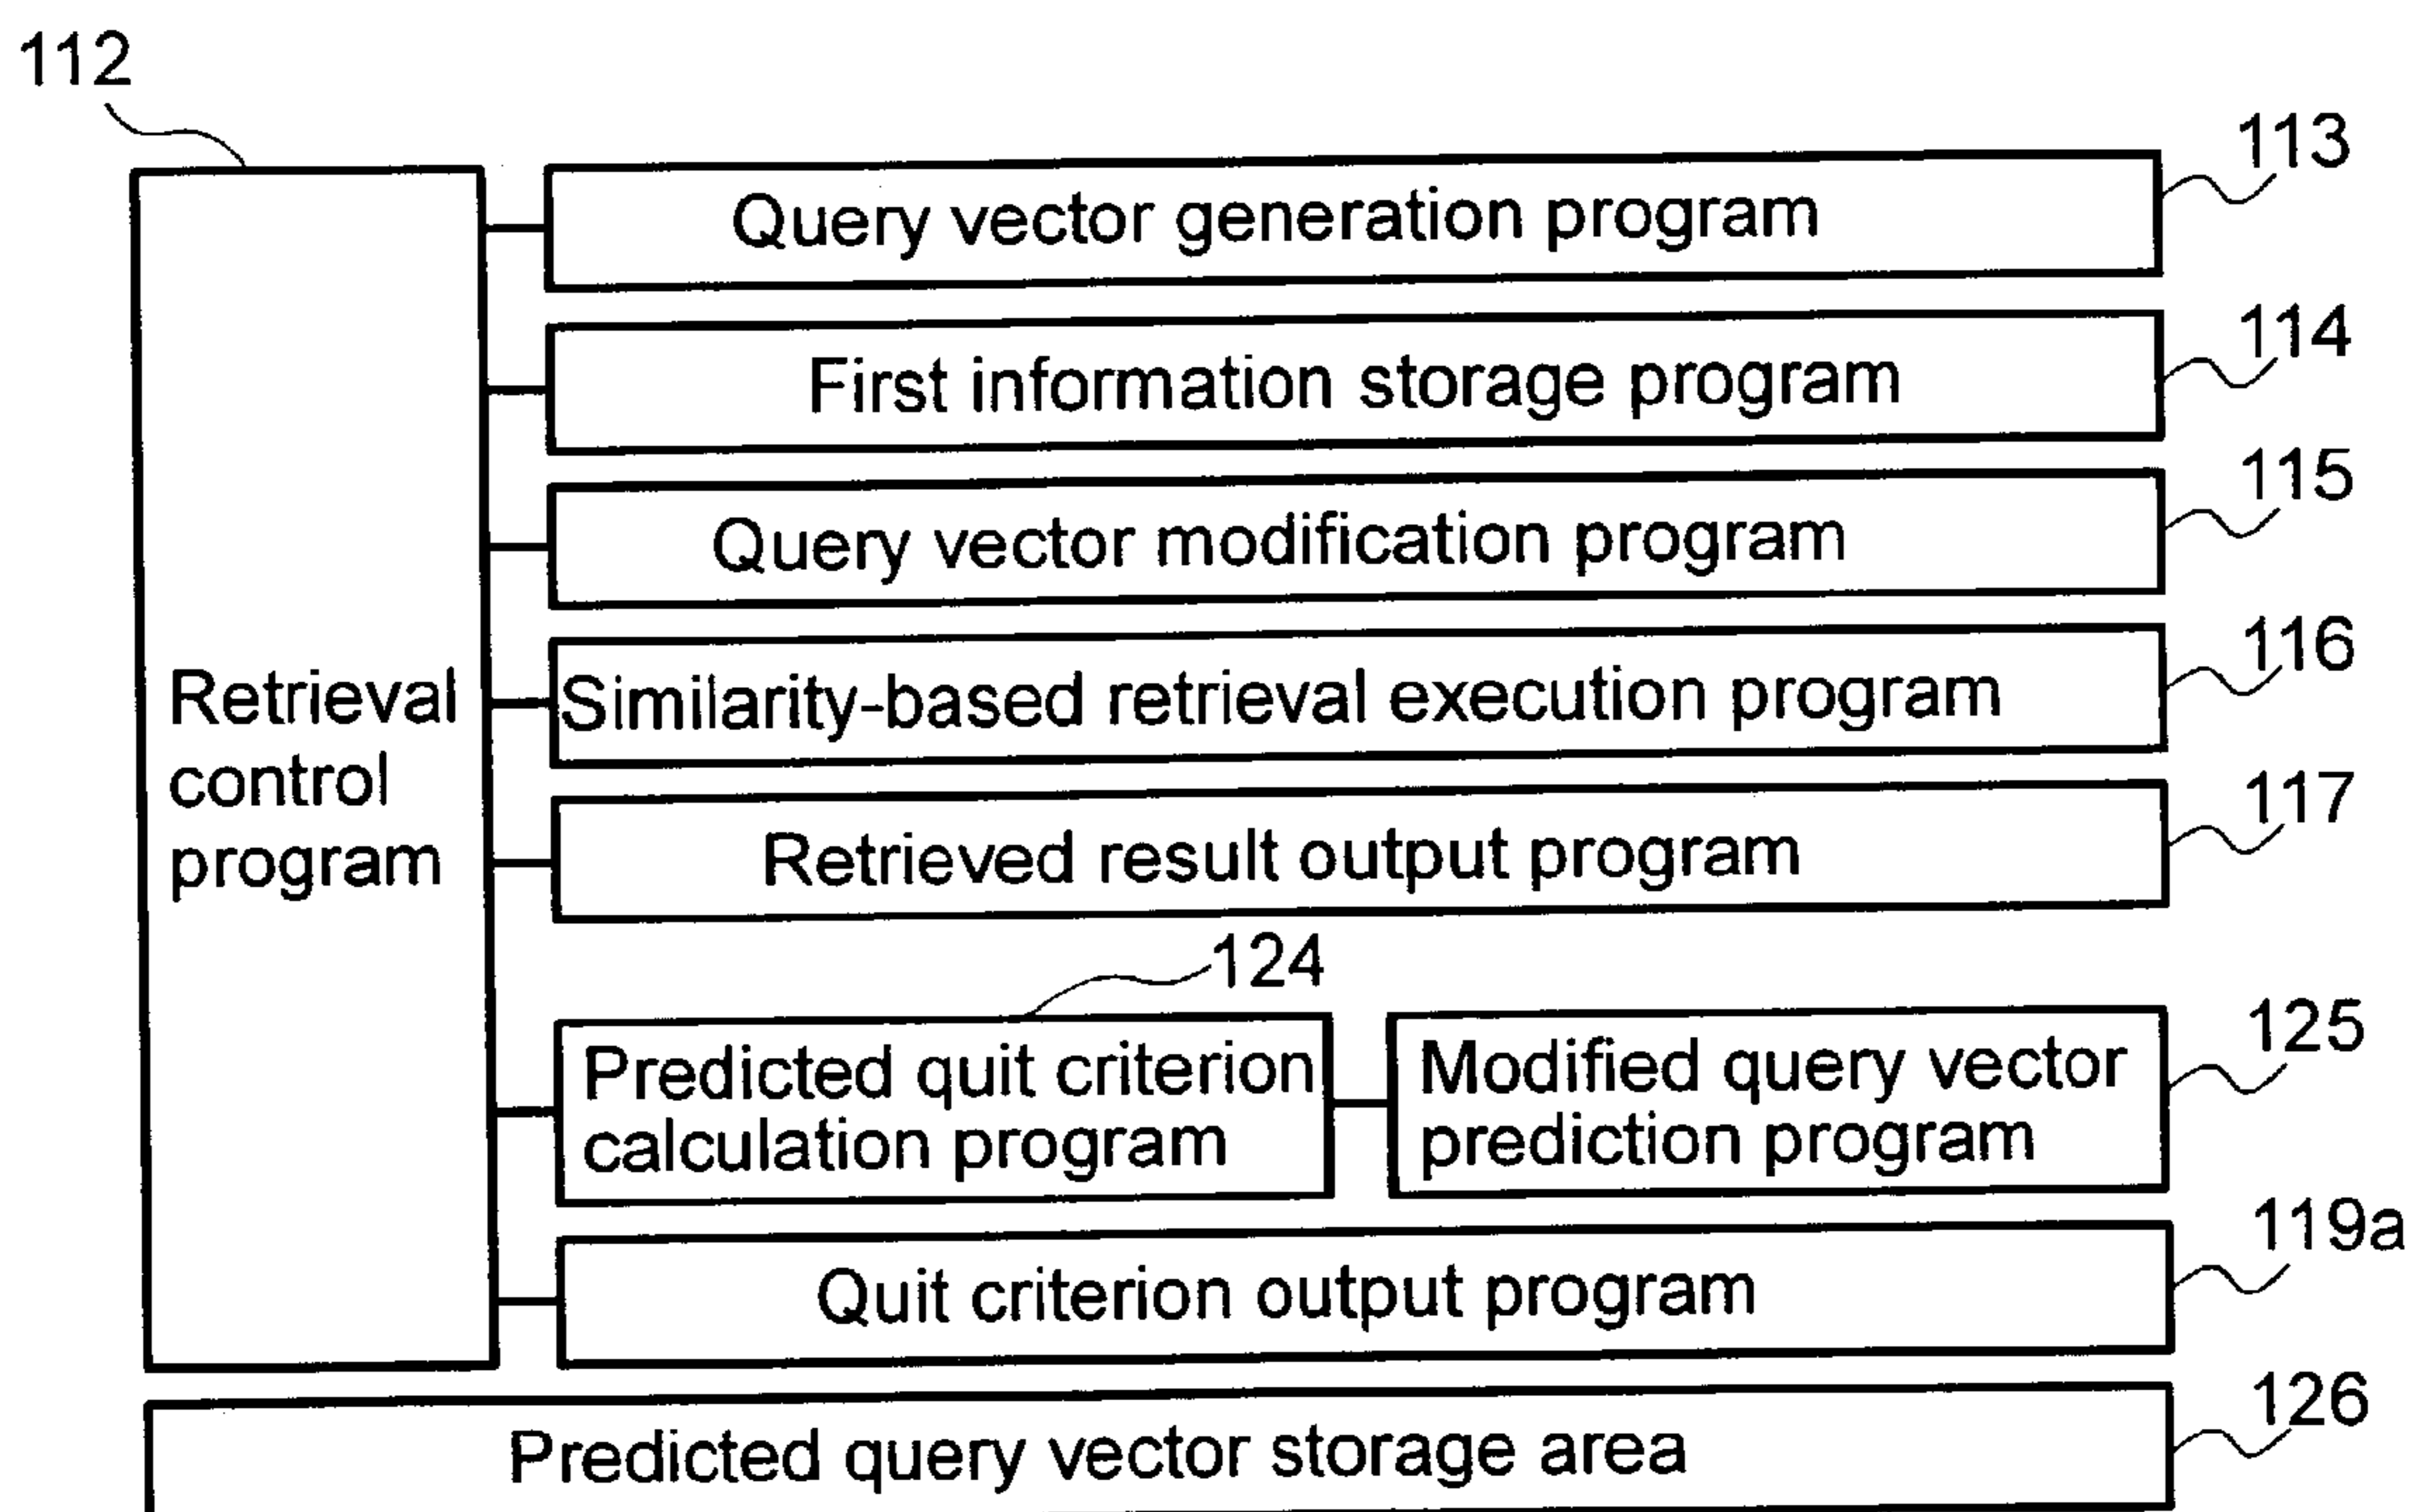 112
113
Query vector generation program
114
First information storage program
115
Query vector modification program
116
Similarity-based retrieval execution program
Retrieval
control
program
117
Retrieved result output program
124
Predicted quit criterion
calculation program
125
Modified query vector
prediction program
119a
Quit criterion output program
126
Predicted query vector storage area